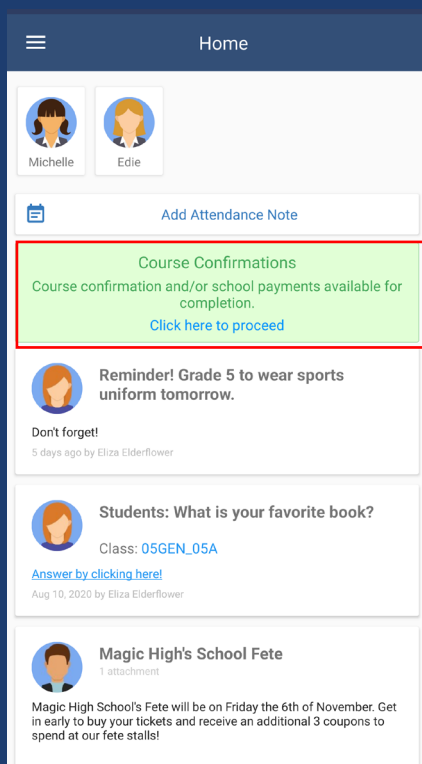 Home
Michelle
Edie
Add Attendance Note
Course Confirmations
Course confirmation and/or school payments available for
completion.
Click here to proceed
Reminder! Grade 5 to wear sports
uniform tomorrow.
Don't forget!
5 days ago by Eliza Elderflower
Students: What is your favorite book?
Class: 05GEN_05A
Answer by clicking here!
Aug 10, 2020 by Eliza Elderflower
Magic High's School Fete
1 attachment
Magic High School's Fete will be on Friday the 6th of November. Get
in early to buy your tickets and receive an additional 3 coupons to
spend at our fete stalls!